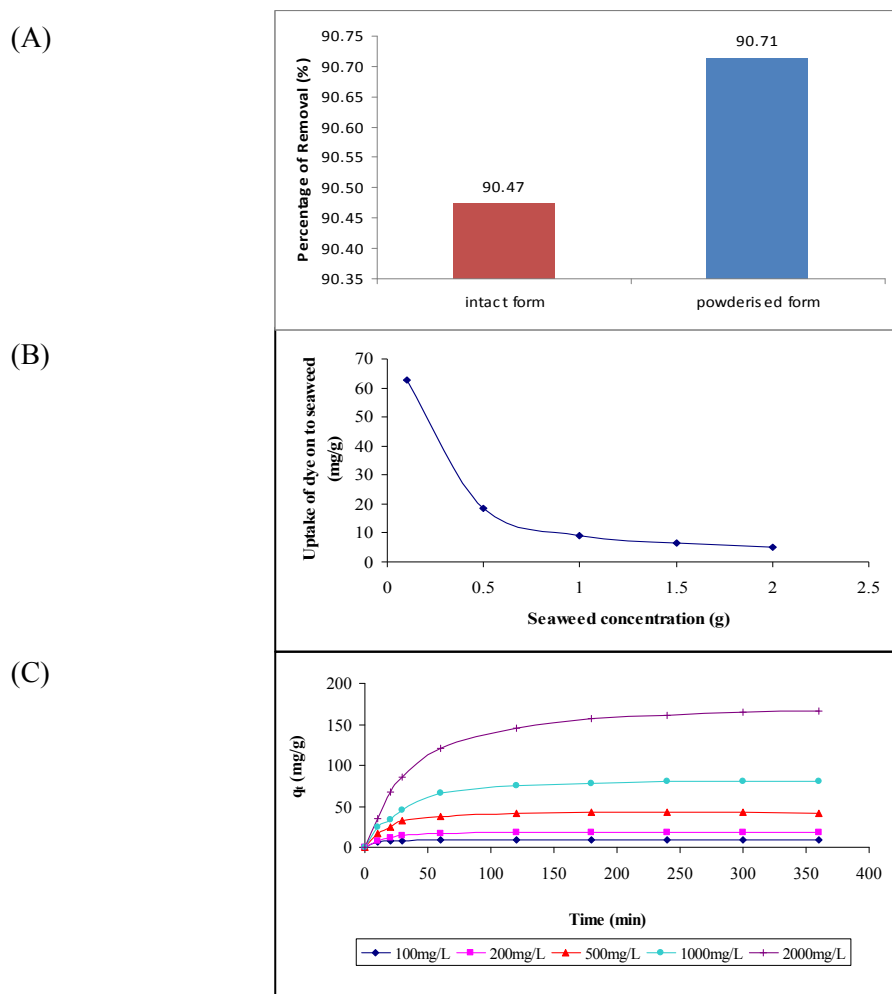 (A)
Percentage of Removal (%)
90.75
90.70
90.65
90.60
90.55
90.50
90.45
90.40
90.35
90.47
90.71
intact form
powderised form
(B)
Uptake of dye on to seaweed
(mg/g)
70
60
50
40
30
20
10
0
0
0.5
1
1.5
2
2.5
Seaweed concentration (g)
(C)
qt (mg/g)
200
150
100
50
0
0
50
100
150
200
250
300
350
400
Time (min)
100mg/L
200mg/L
500mg/L
1000mg/L
2000mg/L